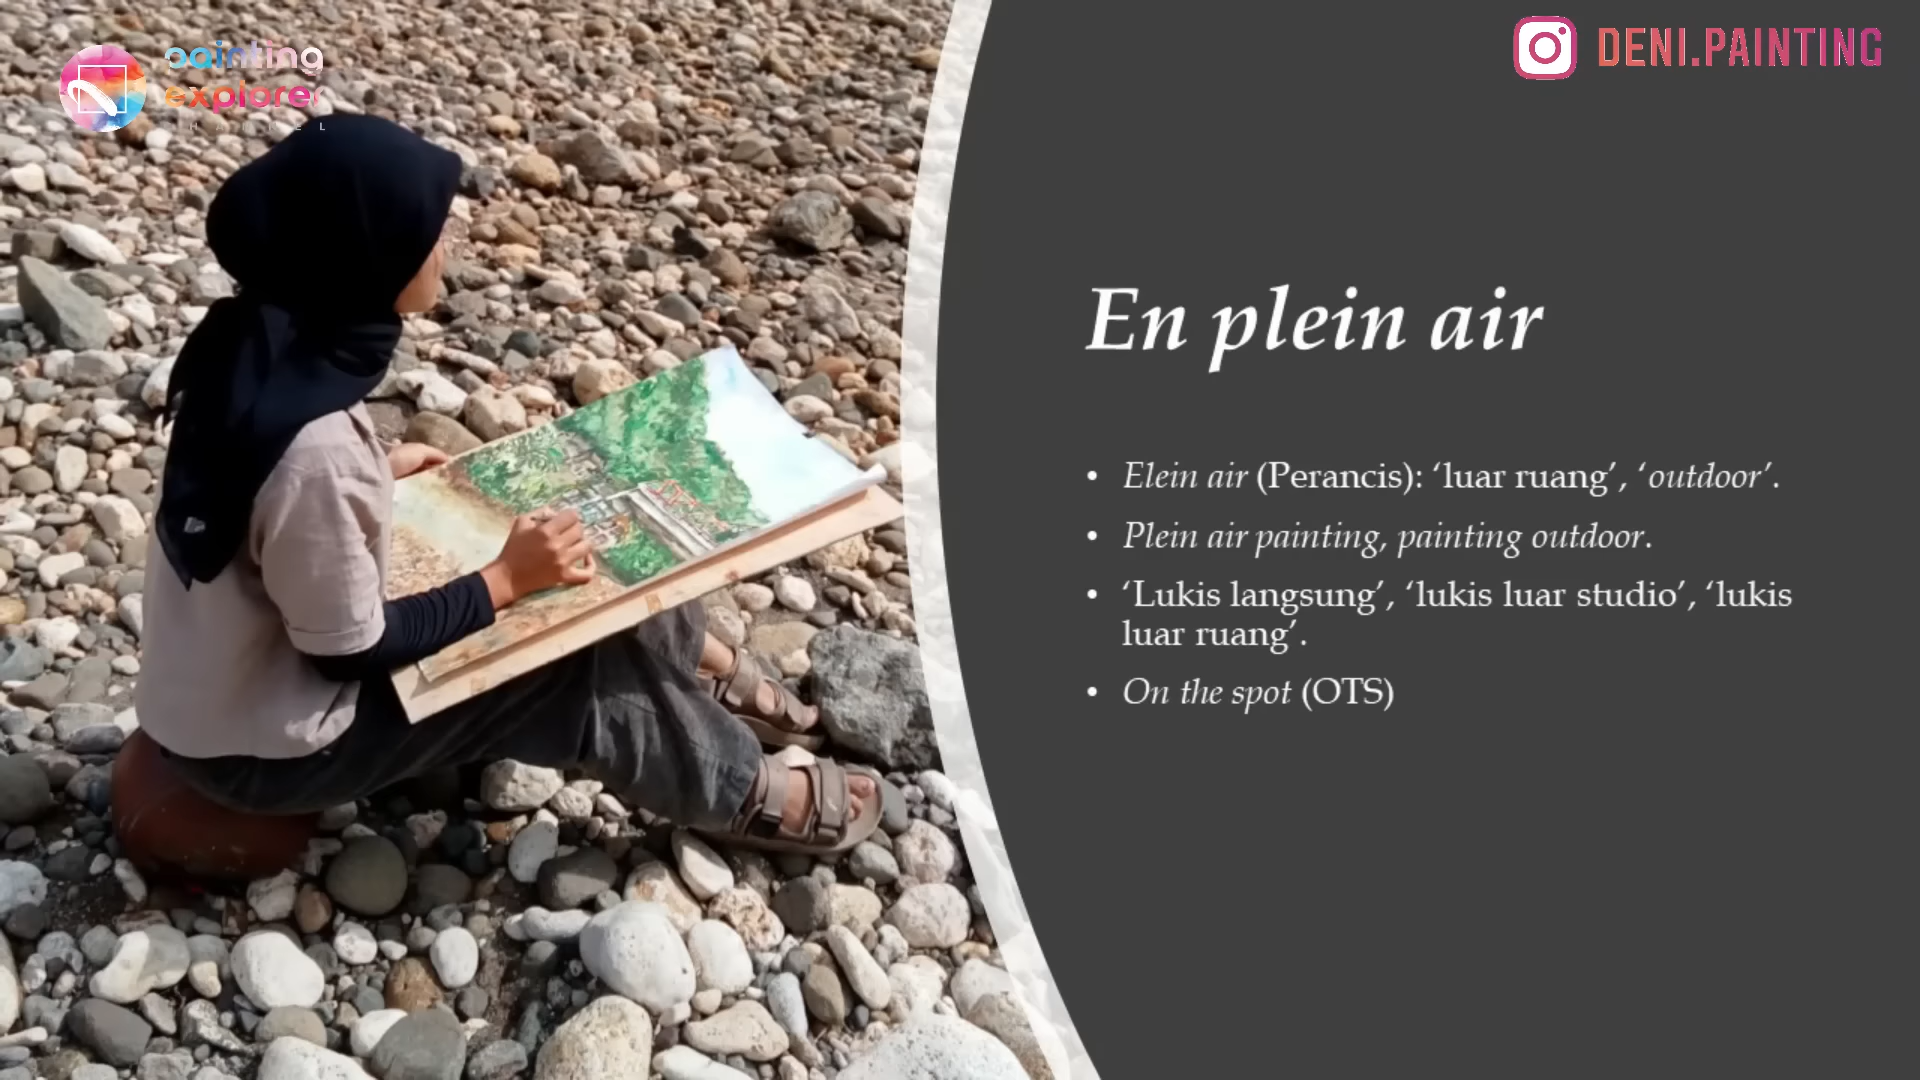 painting
explorer
CHANNEL
DENI.PAINTING
En plein air
• Elein air (Perancis): ‘luar ruang’, ‘outdoor’.
• Plein air painting, painting outdoor.
• ‘Lukis langsung’, ‘lukis luar studio’, ‘lukis
luar ruang’.
• On the spot (OTS)